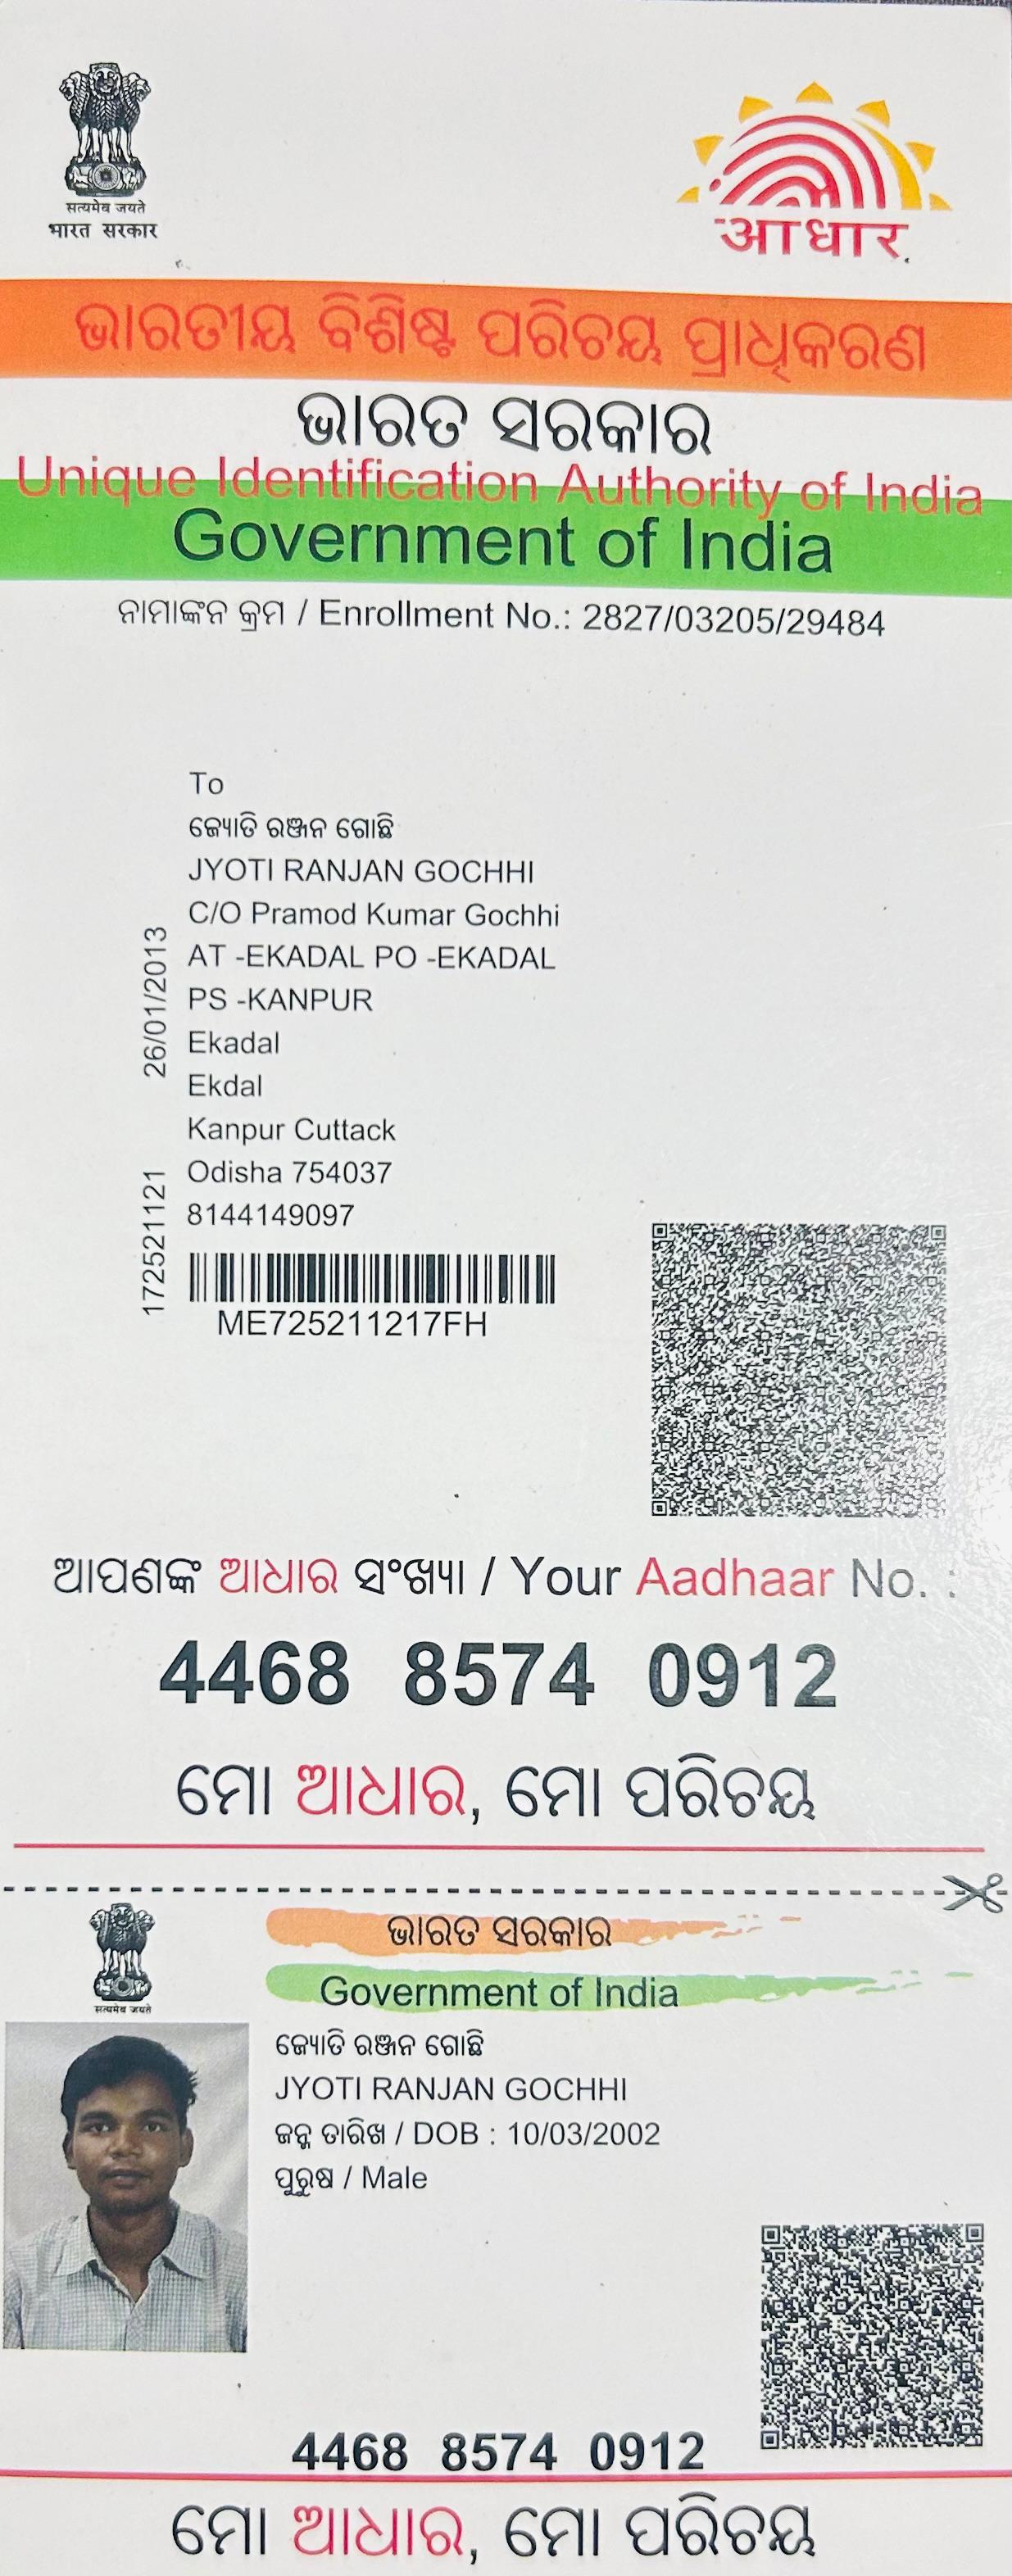 सत्यमेव जयते
भारत सरकार
आधार
ଭାରତୀୟ ବିଶିଷ୍ଟ ପରିଚୟ ପ୍ରାଧିକରଣ
ଭାରତ ସରକାର
Unique Identification Authority of India
Government of India
ନାମାଙ୍କନ କ୍ରମ / Enrollment No.: 2827/03205/29484
To
ଜ୍ୟୋତି ରଞ୍ଜନ ଗୋଛି
JYOTI RANJAN GOCHHI
C/O Pramod Kumar Gochhi
AT -EKADAL PO -EKADAL
PS -KANPUR
Ekadal
Ekdal
Kanpur Cuttack
Odisha 754037
8144149097
172521121 26/01/2013
ME725211217FH
ଆପଣଙ୍କ ଆଧାର ସଂଖ୍ୟା / Your Aadhaar No. :
4468 8574 0912
ମୋ ଆଧାର, ମୋ ପରିଚୟ
ଭାରତ ସରକାର
Government of India
सत्यमेव जयते
ଜ୍ୟୋତି ରଞ୍ଜନ ଗୋଛି
JYOTI RANJAN GOCHHI
ଜନ୍ମ ତାରିଖ / DOB : 10/03/2002
ପୁରୁଷ / Male
4468 8574 0912
ମୋ ଆଧାର, ମୋ ପରିଚୟ